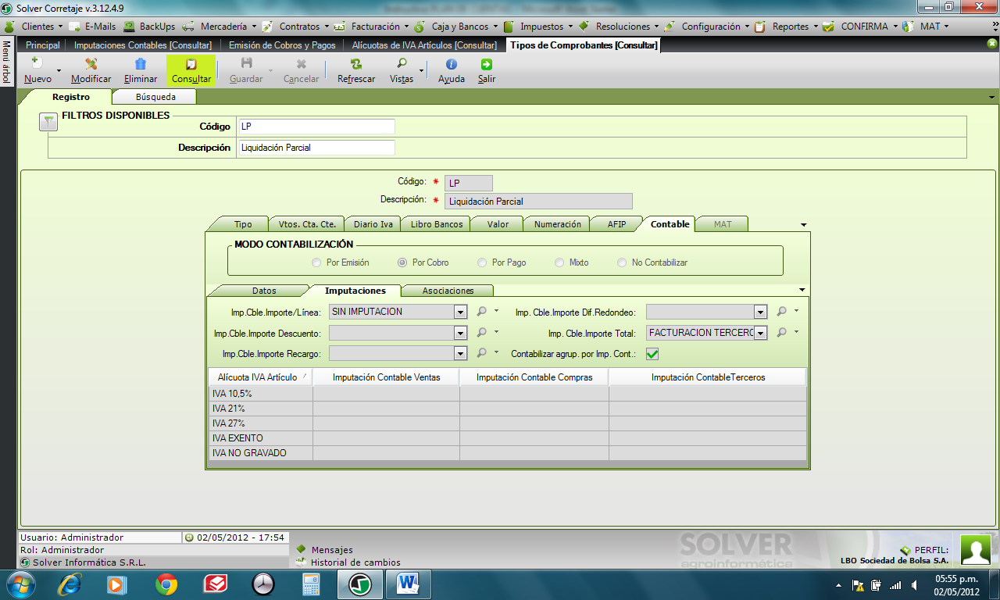 Solver Corretaje v.3.12.4.9
Clientes E-Mails BackUps Mercadería Contratos Facturación Caja y Bancos Impuestos Resoluciones Configuración Reportes CONFIRMA MAT
Menú árbol
Principal Imputaciones Contables [Consultar] Emisión de Cobros y Pagos Alícuotas de IVA Artículos [Consultar] Tipos de Comprobantes [Consultar]
Nuevo Modificar Eliminar Consultar Guardar Cancelar Refrescar Vistas Ayuda Salir
Registro Búsqueda
FILTROS DISPONIBLES
Código LP
Descripción Liquidación Parcial
Código: * LP
Descripción: * Liquidación Parcial
Tipo Vtos. Cta. Cte. Diario Iva Libro Bancos Valor Numeración AFIP Contable MAT
MODO CONTABILIZACIÓN
Por Emisión Por Cobro Por Pago Mixto No Contabilizar
Datos Imputaciones Asociaciones
Imp.Cble.Importe/Línea: SIN IMPUTACION Imp. Cble.Importe Dif.Redondeo:
Imp.Cble.Importe Descuento: Imp. Cble.Importe Total: FACTURACION TERCERC
Imp.Cble.Importe Recargo: Contabilizar agrup. por Imp. Cont.:
Alícuota IVA Artículo Imputación Contable Ventas Imputación Contable Compras Imputación ContableTerceros
IVA 10,5%
IVA 21%
IVA 27%
IVA EXENTO
IVA NO GRAVADO
Usuario: Administrador 02/05/2012 - 17:54
Rol: Administrador
Solver Informática S.R.L.
Mensajes
Historial de cambios
SOLVER
agroinformática
PERFIL:
LBO Sociedad de Bolsa S.A.
05:55 p.m.
02/05/2012